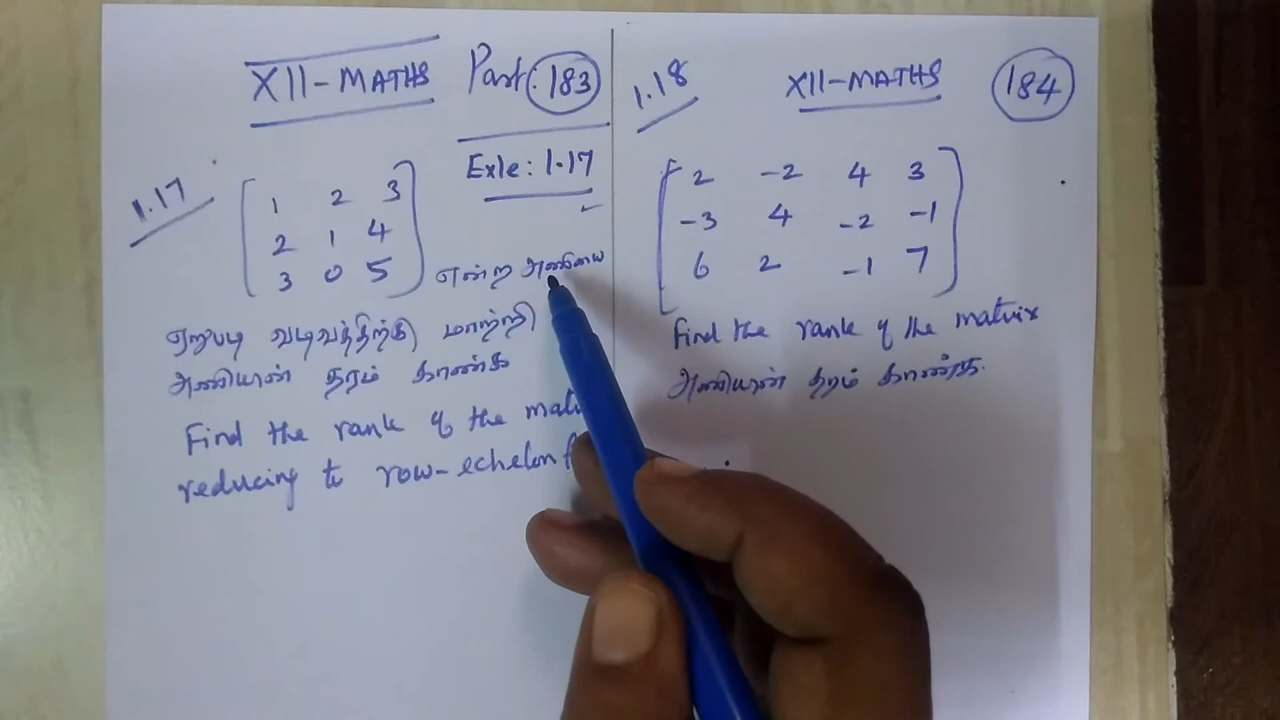 XII-MATHS Part: 183
Exle: 1.17
1.17
1 2 3
2 1 4
3 0 5
என்ற அணியை
ஏறுபடி வடிவத்திற்கு மாற்றி
அணியின் தரம் காண்க
Find the rank of the
reducing to row-echelon
1.18 XII-MATHS 184
2 -2 4 3
-3 4 -2 -1
6 2 -1 7
Find the rank of the matrix
அணியின் தரம் காண்க.